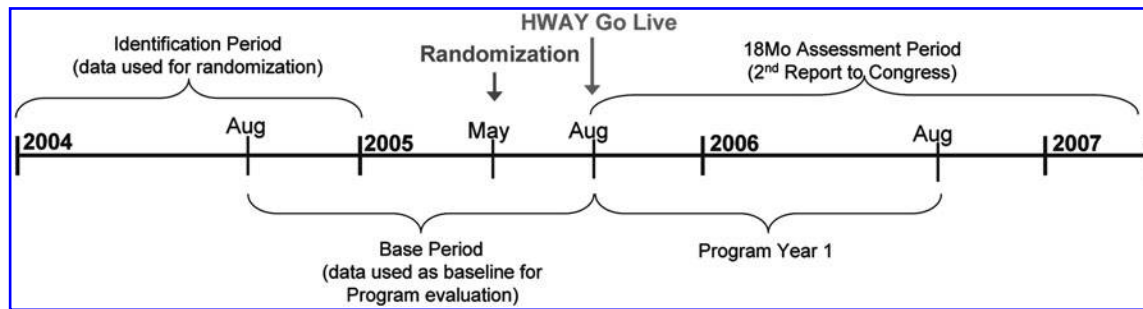 HWAY Go Live
Identification Period
(data used for randomization)
Randomization
18Mo Assessment Period
(2nd Report to Congress)
2004
Aug
2005
May
Aug
2006
Aug
2007
Base Period
(data used as baseline for
Program evaluation)
Program Year 1